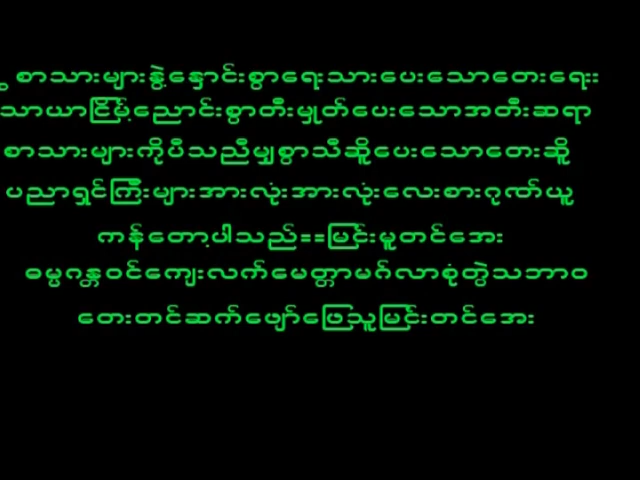 စာသားများနွဲ့နှောင်းစွာရေးသားပေးသောတေးရေး
သာယာငြိမ့်ညောင်းစွာတီးမှုတ်ပေးသောအတီးဆရာ
စာသားများကိုပီသညီမျှစွာသီဆိုပေးသောတေးဆို
ပညာရှင်ကြီးများအားလုံးအားလုံးလေးစားဂုဏ်ယူ
ကန်တော့ပါသည်==မြင်းမူတင်အေး
ဓမ္မဂန္တဝင်ကျေးလက်မေတ္တာမဂ်လာစုံတွဲသဘာဝ
တေးတင်ဆက်ဖျော်ဖြေသူမြင်းတင်အေး